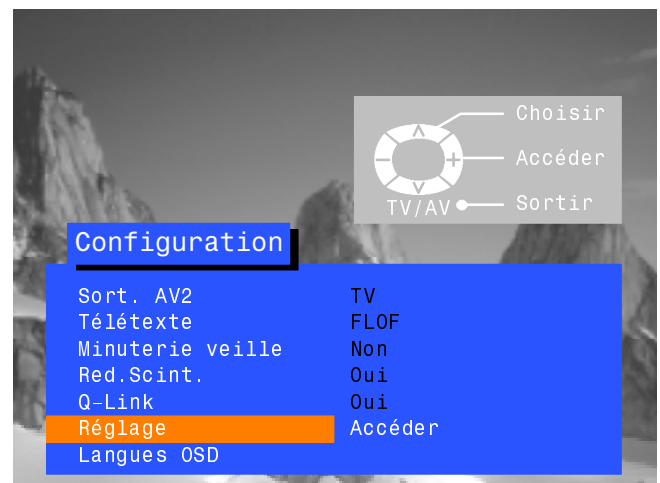 Choisir
Accéder
TV/AV Sortir
Configuration
Sort. AV2 TV
Télétexte FLOF
Minuterie veille Non
Red.Scint. Oui
Q-Link Oui
Réglage Accéder
Langues OSD